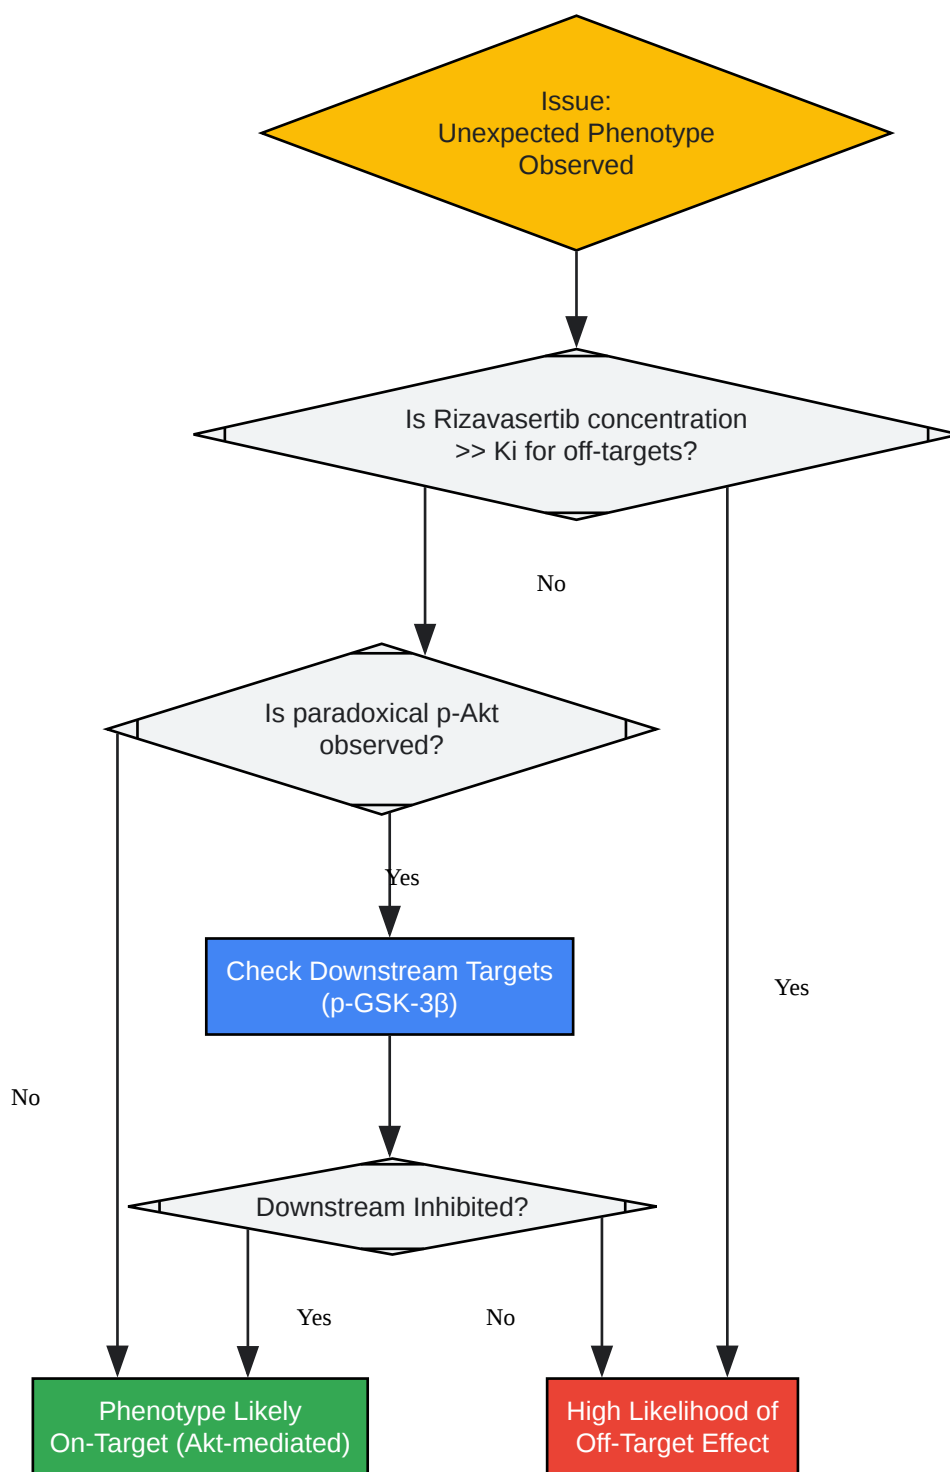 Issue:
Unexpected Phenotype
Observed
Is Rizavasertib concentration
>> Ki for off-targets?
No
Is paradoxical p-Akt
observed?
Yes
Check Downstream Targets
(p-GSK-3β)
Yes
No
Downstream Inhibited?
Yes
No
Phenotype Likely
On-Target (Akt-mediated)
High Likelihood of
Off-Target Effect